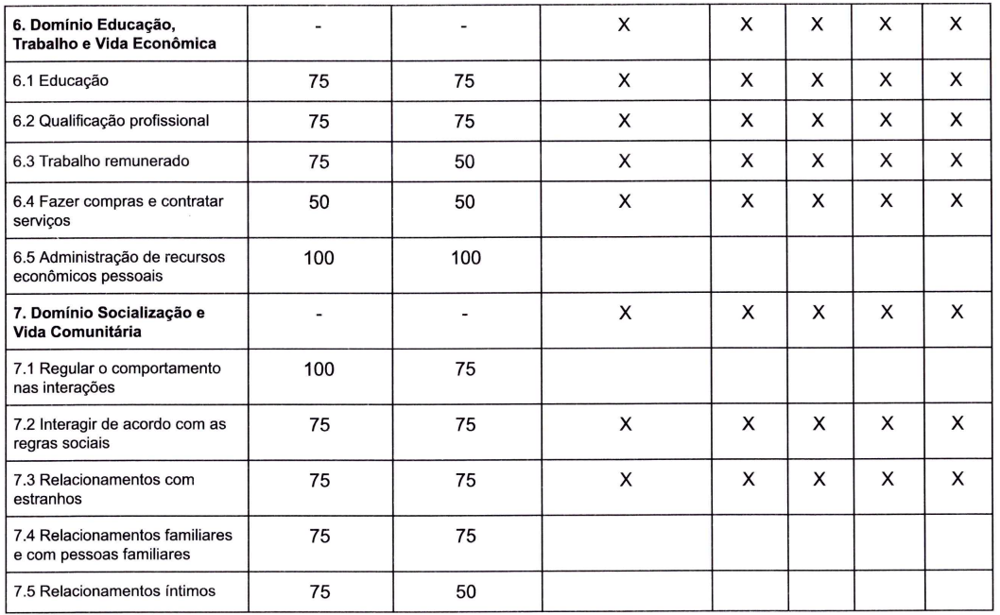 6. Domínio Educação, - - X X X X X
Trabalho e Vida Econômica
6.1 Educação 75 75 X X X X X
6.2 Qualificação profissional 75 75 X X X X X
6.3 Trabalho remunerado 75 50 X X X X X
6.4 Fazer compras e contratar 50 50 X X X X X
serviços
6.5 Administração de recursos 100 100
econômicos pessoais
7. Domínio Socialização e - - X X X X X
Vida Comunitária
7.1 Regular o comportamento 100 75
nas interações
7.2 Interagir de acordo com as 75 75 X X X X X
regras sociais
7.3 Relacionamentos com 75 75 X X X X X
estranhos
7.4 Relacionamentos familiares 75 75
e com pessoas familiares
7.5 Relacionamentos íntimos 75 50